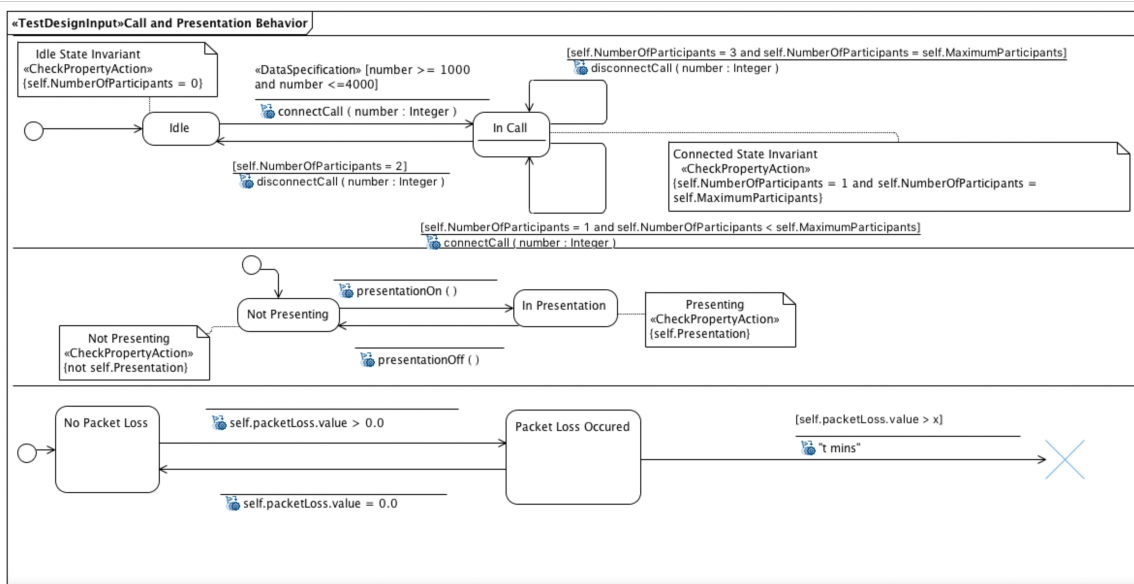 «TestDesignInput»Call and Presentation Behavior
Idle State Invariant
«CheckPropertyAction»
{self.NumberOfParticipants = 0}
«DataSpecification» [number >= 1000
and number <=4000]
connectCall ( number : Integer )
[self.NumberOfParticipants = 3 and self.NumberOfParticipants = self.MaximumParticipants]
disconnectCall ( number : Integer )
Idle
In Call
[self.NumberOfParticipants = 2]
disconnectCall ( number : Integer )
Connected State Invariant
«CheckPropertyAction»
{self.NumberOfParticipants = 1 and self.NumberOfParticipants =
self.MaximumParticipants}
[self.NumberOfParticipants = 1 and self.NumberOfParticipants < self.MaximumParticipants]
connectCall ( number : Integer )
presentationOn ( )
Not Presenting
In Presentation
Presenting
«CheckPropertyAction»
{self.Presentation}
Not Presenting
«CheckPropertyAction»
{not self.Presentation}
presentationOff ( )
No Packet Loss
self.packetLoss.value > 0.0
Packet Loss Occured
[self.packetLoss.value > x]
"t mins"
self.packetLoss.value = 0.0